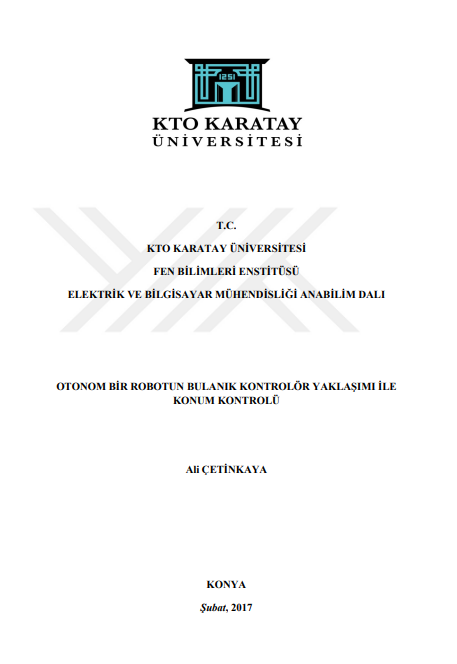 1251
KTO KARATAY
ÜNİVERSİTESİ
T.C.
KTO KARATAY ÜNİVERSİTESİ
FEN BİLİMLERİ ENSTİTÜSÜ
ELEKTRİK VE BİLGİSAYAR MÜHENDİSLİĞİ ANABİLİM DALI
OTONOM BİR ROBOTUN BULANIK KONTROLÖR YAKLAŞIMI İLE
KONUM KONTROLÜ
Ali ÇETİNKAYA
KONYA
Şubat, 2017